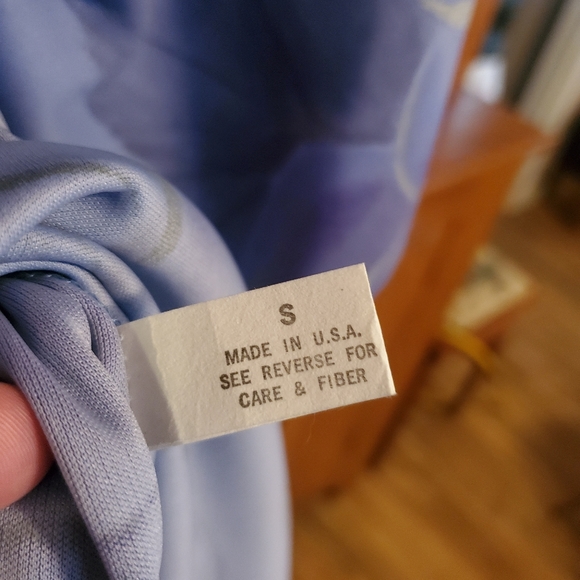 S
MADE IN U.S.A.
SEE REVERSE FOR
CARE & FIBER